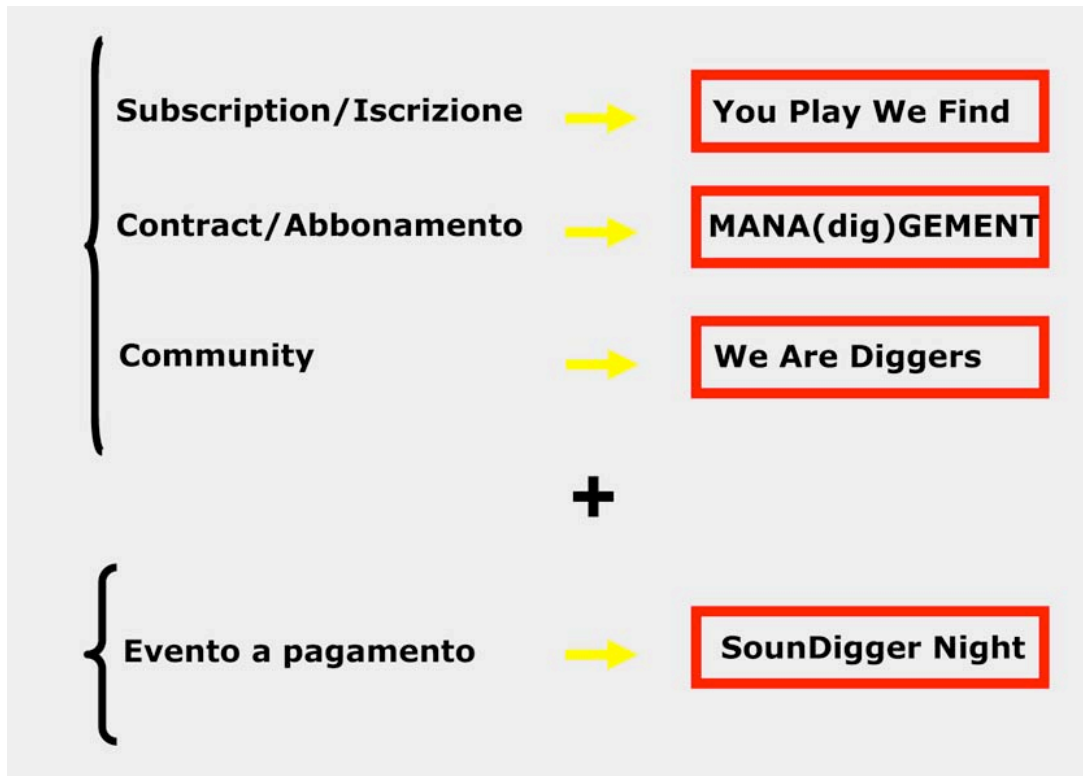 Subscription/Iscrizione
You Play We Find
Contract/Abbonamento
MANA(dig)GEMENT
Community
We Are Diggers
+
Evento a pagamento
SounDigger Night